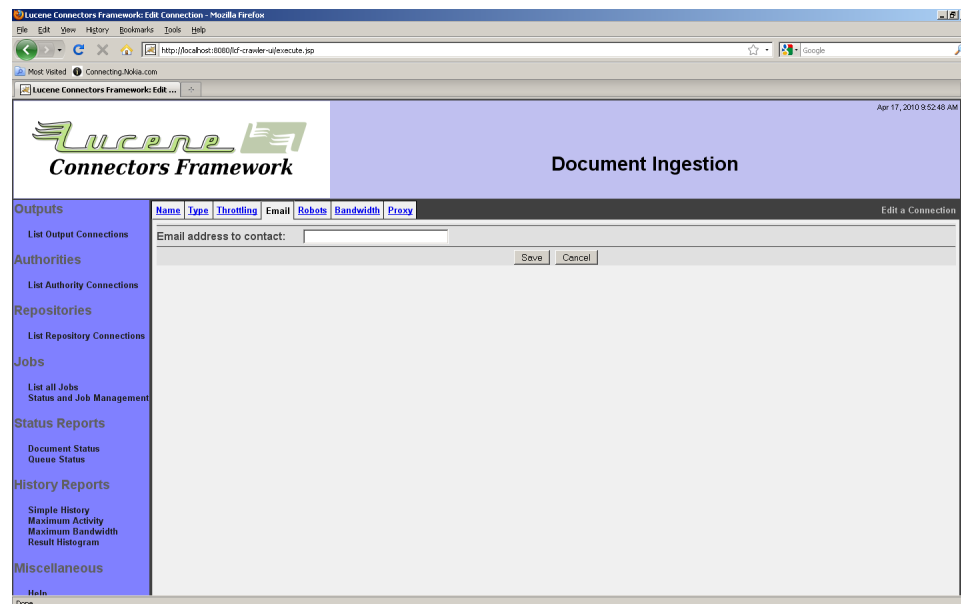 Lucene Connectors Framework: Edit Connection - Mozilla Firefox
File Edit View History Bookmarks Tools Help
http://localhost:8080/lcf-crawler-ui/execute.jsp
Google
Most Visited Connecting.Nokia.com
Lucene Connectors Framework: Edit ...
Apr 17, 2010 9:52:48 AM
Lucene
Connectors Framework
Document Ingestion
Outputs
List Output Connections
Authorities
List Authority Connections
Repositories
List Repository Connections
Jobs
List all Jobs
Status and Job Management
Status Reports
Document Status
Queue Status
History Reports
Simple History
Maximum Activity
Maximum Bandwidth
Result Histogram
Miscellaneous
Help
Name Type Throttling Email Robots Bandwidth Proxy
Edit a Connection
Email address to contact:
Save Cancel
Done